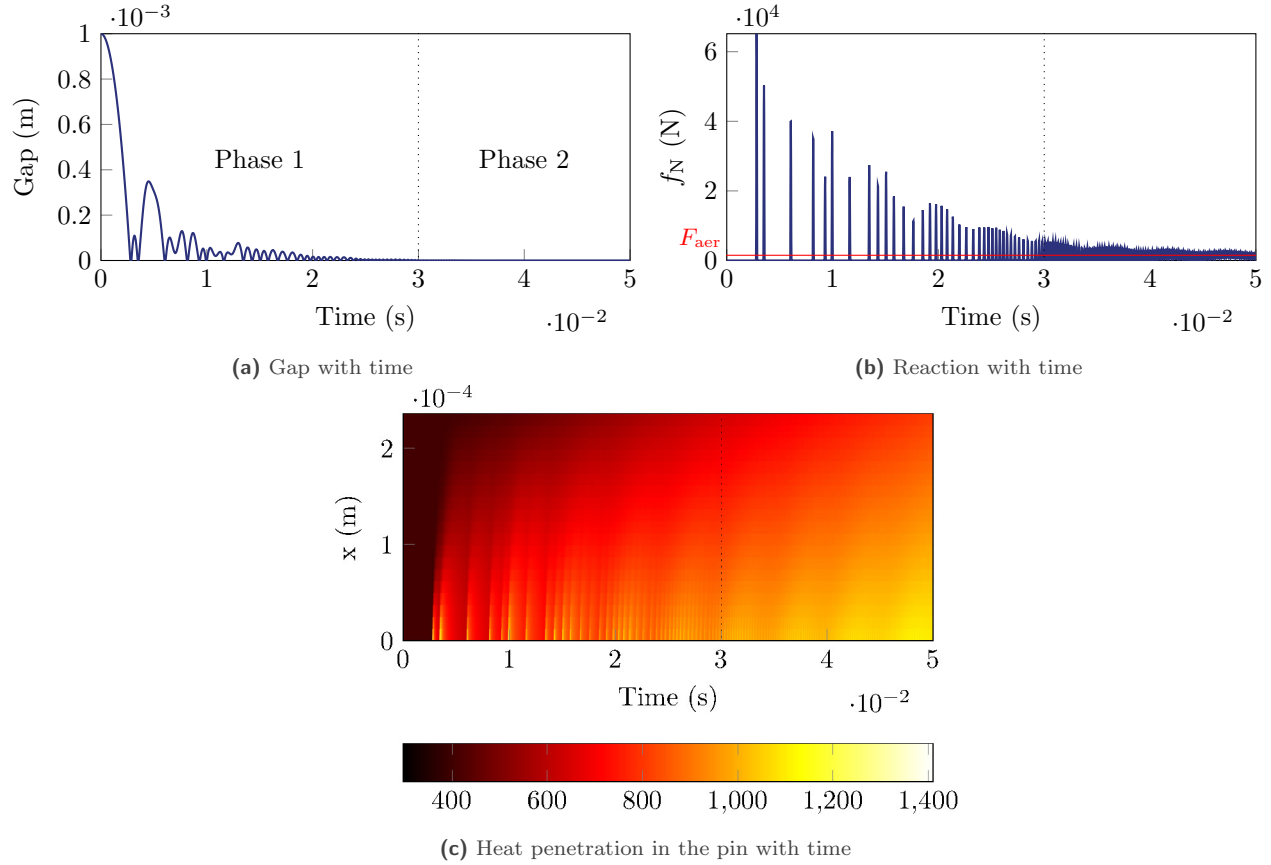 ·10⁻³
1
0.8
0.6
0.4
0.2
0
Gap (m)
Phase 1
Phase 2
0 1 2 3 4 5
Time (s)
·10⁻²
(a) Gap with time
·10⁴
6
4
2
0
f_N (N)
F_aer
0 1 2 3 4 5
Time (s)
·10⁻²
(b) Reaction with time
·10⁻⁴
2
1
0
x (m)
0 1 2 3 4 5
Time (s)
·10⁻²
400 600 800 1,000 1,200 1,400
(c) Heat penetration in the pin with time